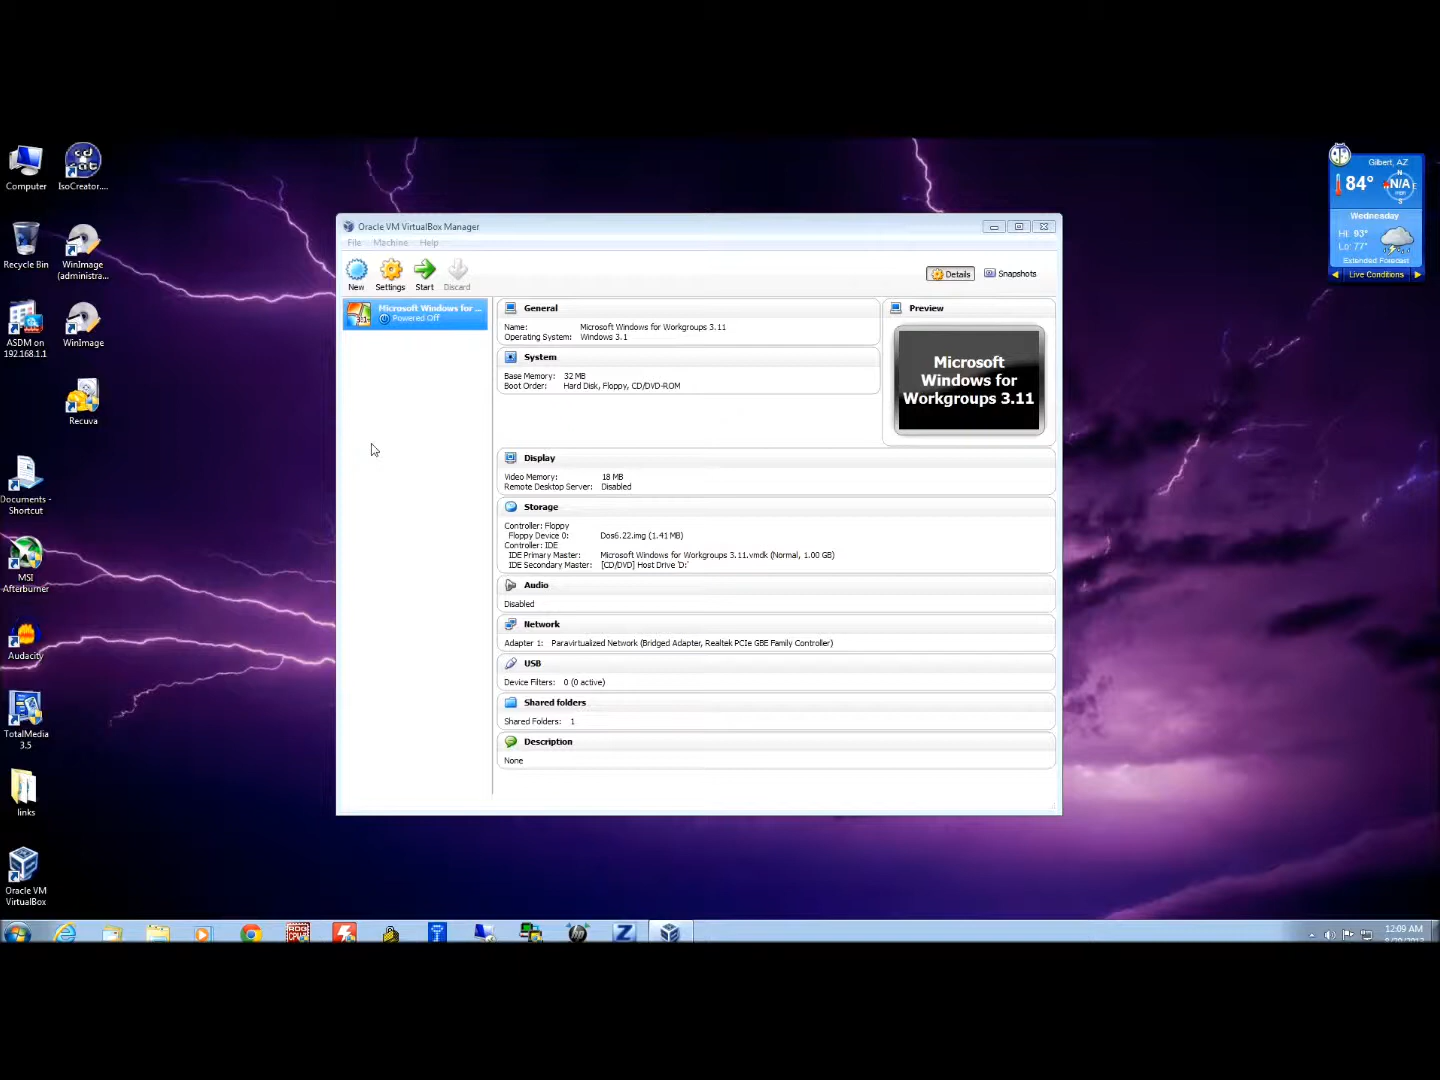 Computer
IsoCreator....
Recycle Bin
WinImage
(administra...
ASDM on
192.168.1.1
WinImage
Recuva
Documents -
Shortcut
MSI
Afterburner
Audacity
TotalMedia
3.5
links
Oracle VM
VirtualBox
Oracle VM VirtualBox Manager
File Machine Help
New Settings Start Discard
Details Snapshots
Microsoft Windows for ...
Powered Off
General
Name: Microsoft Windows for Workgroups 3.11
Operating System: Windows 3.1
System
Base Memory: 32 MB
Boot Order: Hard Disk, Floppy, CD/DVD-ROM
Preview
Microsoft
Windows for
Workgroups 3.11
Display
Video Memory: 18 MB
Remote Desktop Server: Disabled
Storage
Controller: Floppy
Floppy Device 0: Dos6.22.img (1.41 MB)
Controller: IDE
IDE Primary Master: Microsoft Windows for Workgroups 3.11.vmdk (Normal, 1.00 GB)
IDE Secondary Master: [CD/DVD] Host Drive 'D:'
Audio
Disabled
Network
Adapter 1: Paravirtualized Network (Bridged Adapter, Realtek PCIe GBE Family Controller)
USB
Device Filters: 0 (0 active)
Shared folders
Shared Folders: 1
Description
None
Gilbert, AZ
84°
N/A
Wednesday
Hi: 93°
Lo: 77°
Extended Forecast
Live Conditions
12:09 AM